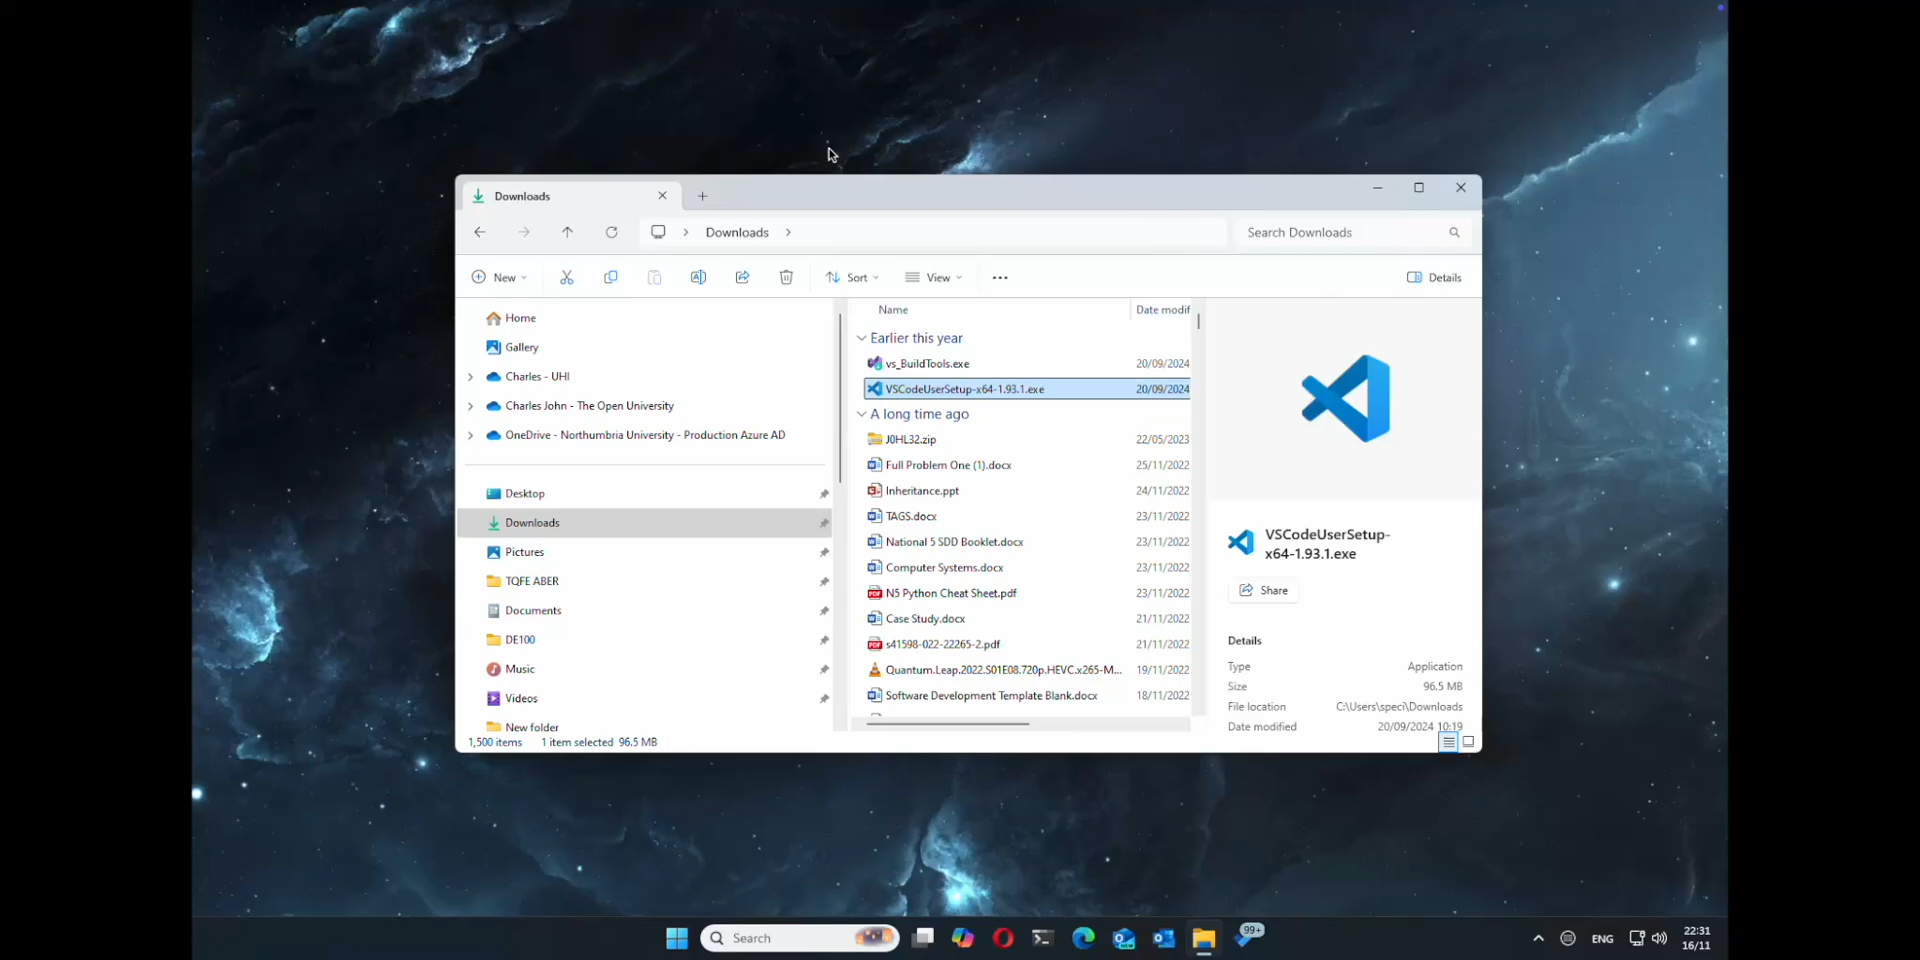 Downloads
Downloads
Search Downloads
New
Sort
View
Details
Home
Gallery
Charles - UHI
Charles John - The Open University
OneDrive - Northumbria University - Production Azure AD
Desktop
Downloads
Pictures
TQFE ABER
Documents
DE100
Music
Videos
New folder
1,500 items 1 item selected 96.5 MB
Name Date modif
Earlier this year
vs_BuildTools.exe 20/09/2024
VSCodeUserSetup-x64-1.93.1.exe 20/09/2024
A long time ago
J0HL32.zip 22/05/2023
Full Problem One (1).docx 25/11/2022
Inheritance.ppt 24/11/2022
TAGS.docx 23/11/2022
National 5 SDD Booklet.docx 23/11/2022
Computer Systems.docx 23/11/2022
N5 Python Cheat Sheet.pdf 23/11/2022
Case Study.docx 21/11/2022
s41598-022-22265-2.pdf 21/11/2022
Quantum.Leap.2022.S01E08.720p.HEVC.x265-M... 19/11/2022
Software Development Template Blank.docx 18/11/2022
VSCodeUserSetup-
x64-1.93.1.exe
Share
Details
Type Application
Size 96.5 MB
File location C:\Users\speci\Downloads
Date modified 20/09/2024 10:19
Search
99+
ENG
22:31
16/11